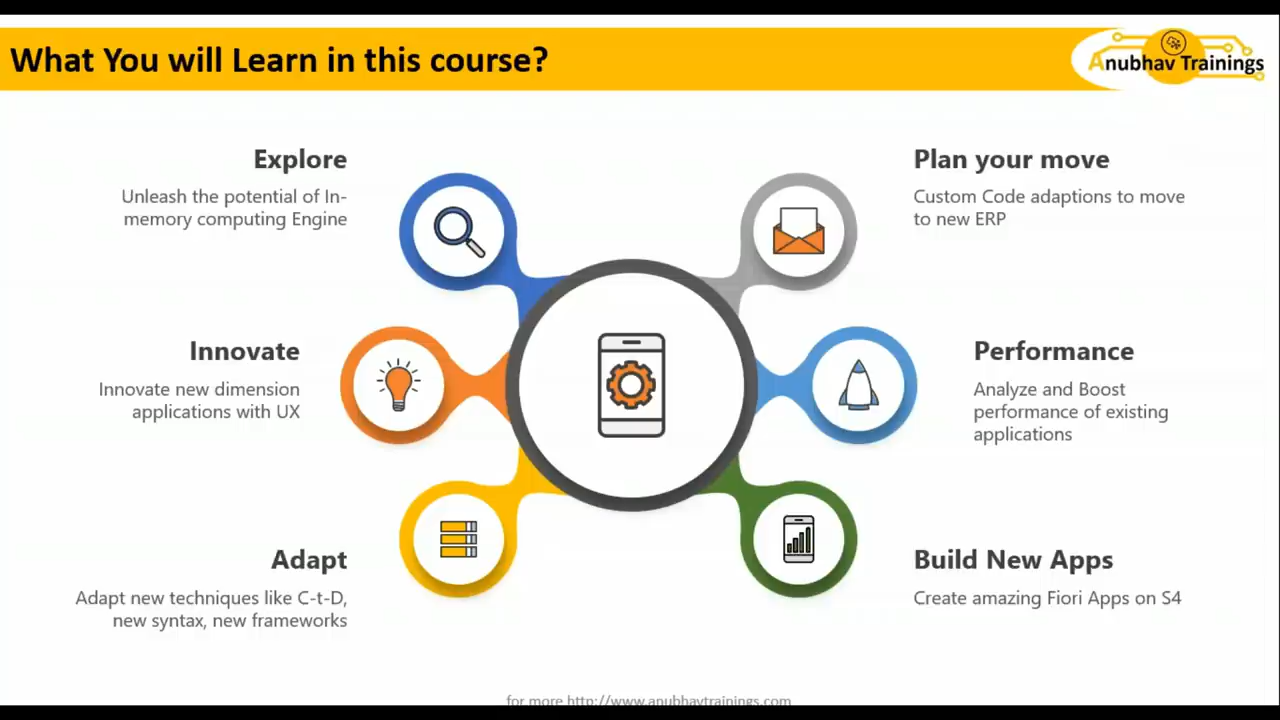 What You will Learn in this course?
Anubhav Trainings
Explore
Unleash the potential of In-
memory computing Engine
Plan your move
Custom Code adaptions to move
to new ERP
Innovate
Innovate new dimension
applications with UX
Performance
Analyze and Boost
performance of existing
applications
Adapt
Adapt new techniques like C-t-D,
new syntax, new frameworks
Build New Apps
Create amazing Fiori Apps on S4
for more http://www.anubhavtrainings.com